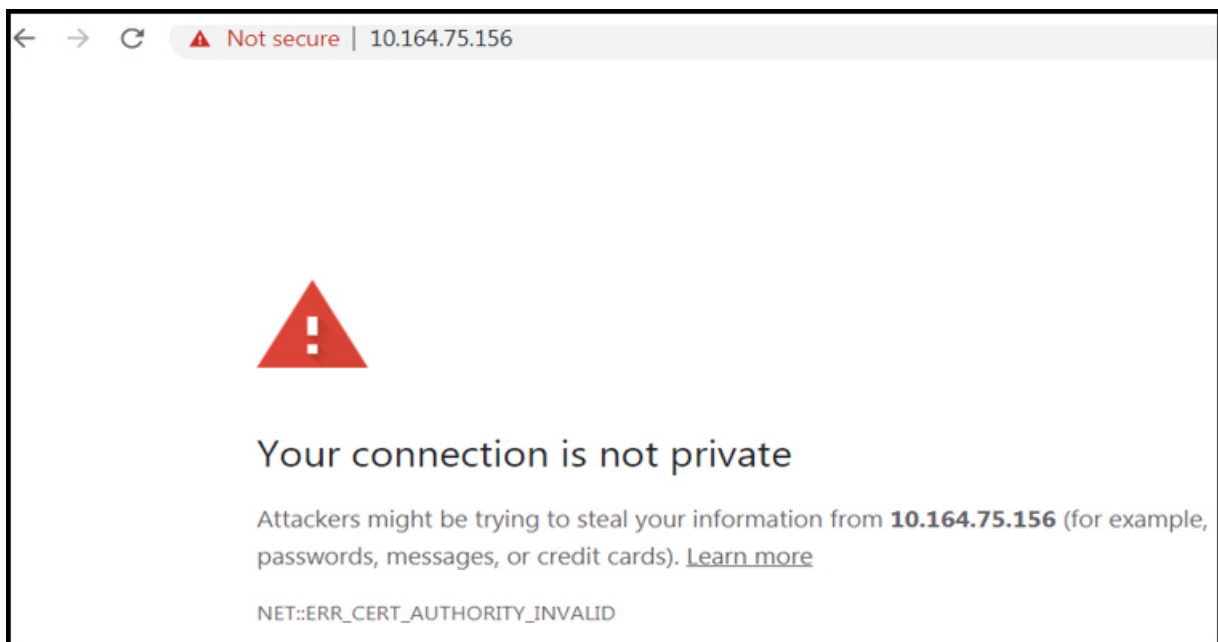 Not secure | 10.164.75.156
Your connection is not private
Attackers might be trying to steal your information from 10.164.75.156 (for example,
passwords, messages, or credit cards). Learn more
NET::ERR_CERT_AUTHORITY_INVALID